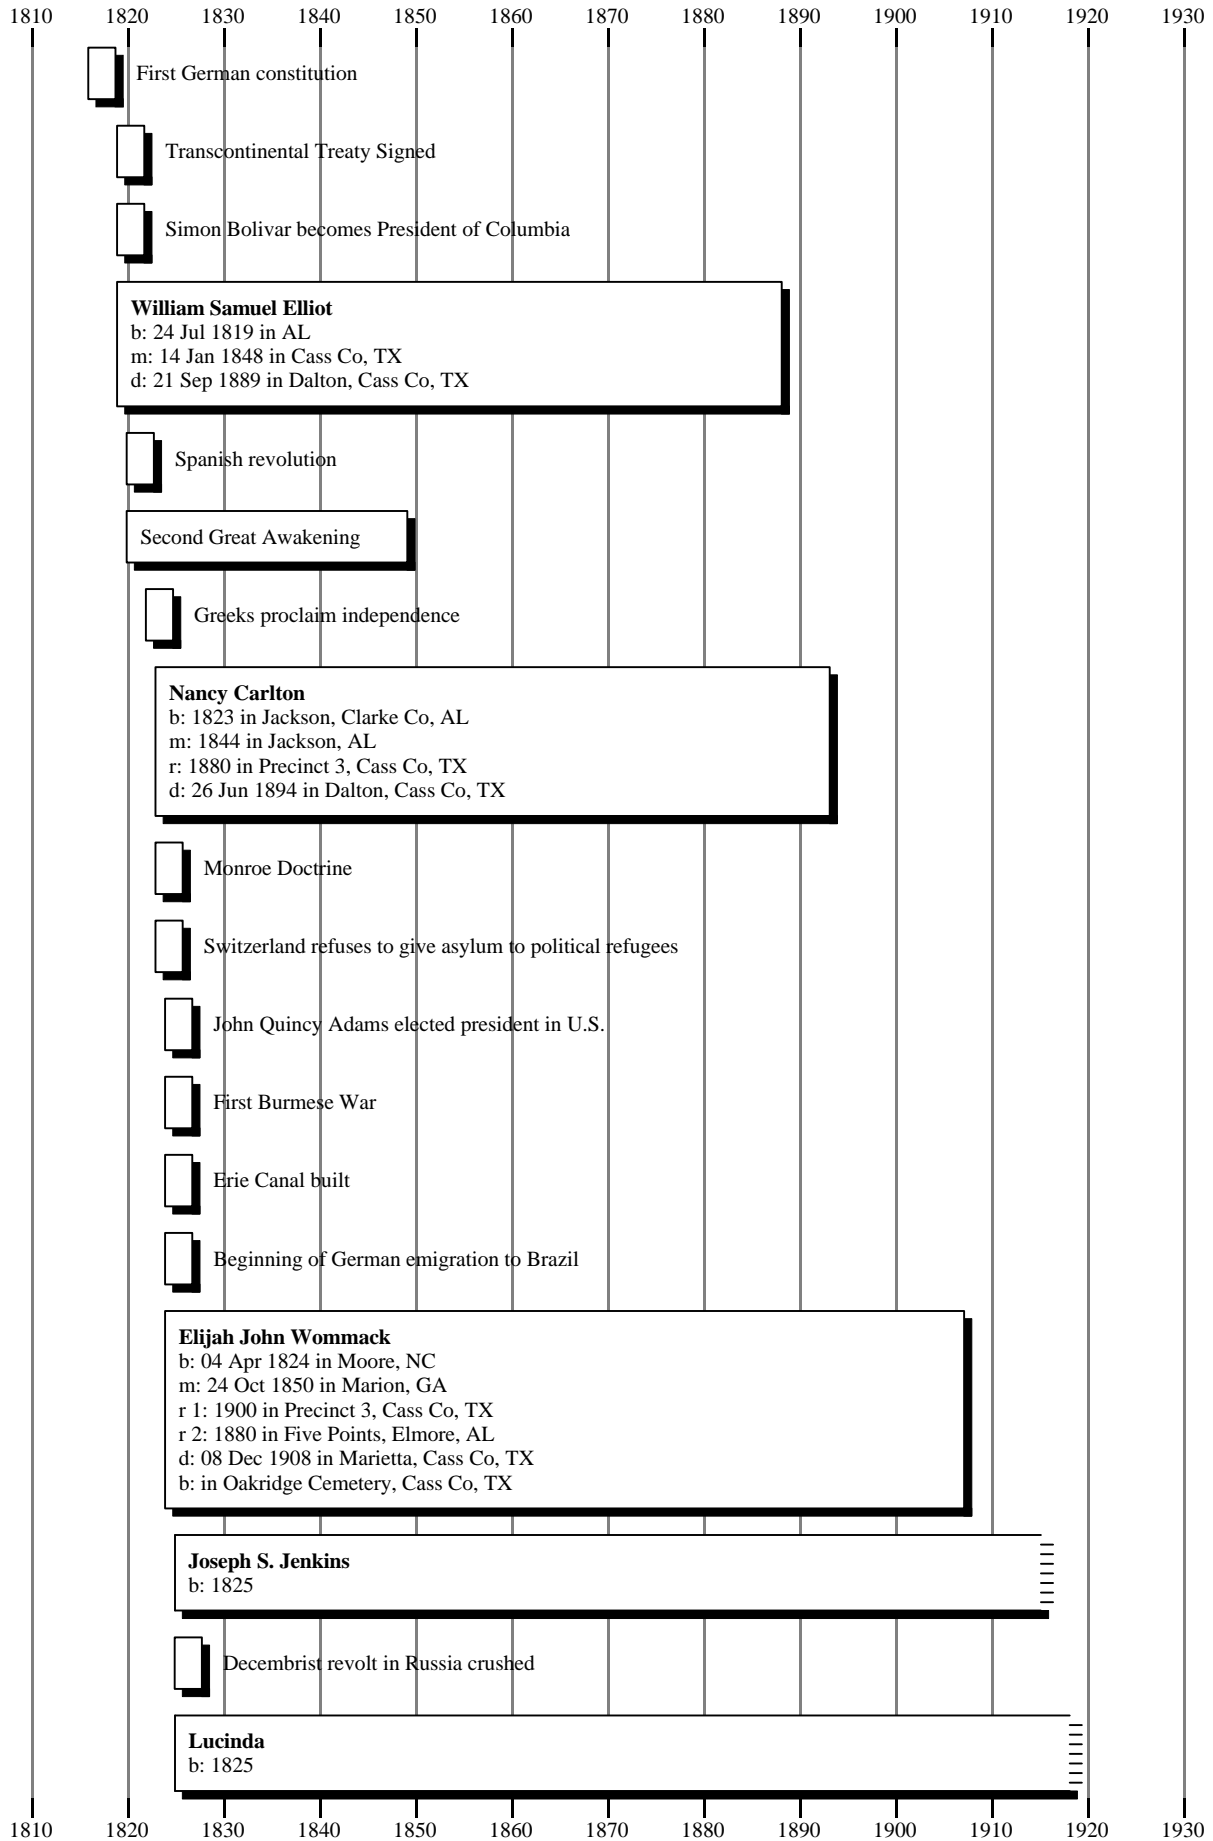 1810 1820 1830 1840 1850 1860 1870 1880 1890 1900 1910 1920 1930
First German constitution
Transcontinental Treaty Signed
Simon Bolivar becomes President of Columbia
William Samuel Elliot
b: 24 Jul 1819 in AL
m: 14 Jan 1848 in Cass Co, TX
d: 21 Sep 1889 in Dalton, Cass Co, TX
Spanish revolution
Second Great Awakening
Greeks proclaim independence
Nancy Carlton
b: 1823 in Jackson, Clarke Co, AL
m: 1844 in Jackson, AL
r: 1880 in Precinct 3, Cass Co, TX
d: 26 Jun 1894 in Dalton, Cass Co, TX
Monroe Doctrine
Switzerland refuses to give asylum to political refugees
John Quincy Adams elected president in U.S.
First Burmese War
Erie Canal built
Beginning of German emigration to Brazil
Elijah John Wommack
b: 04 Apr 1824 in Moore, NC
m: 24 Oct 1850 in Marion, GA
r 1: 1900 in Precinct 3, Cass Co, TX
r 2: 1880 in Five Points, Elmore, AL
d: 08 Dec 1908 in Marietta, Cass Co, TX
b: in Oakridge Cemetery, Cass Co, TX
Joseph S. Jenkins
b: 1825
Decembrist revolt in Russia crushed
Lucinda
b: 1825
1810 1820 1830 1840 1850 1860 1870 1880 1890 1900 1910 1920 1930